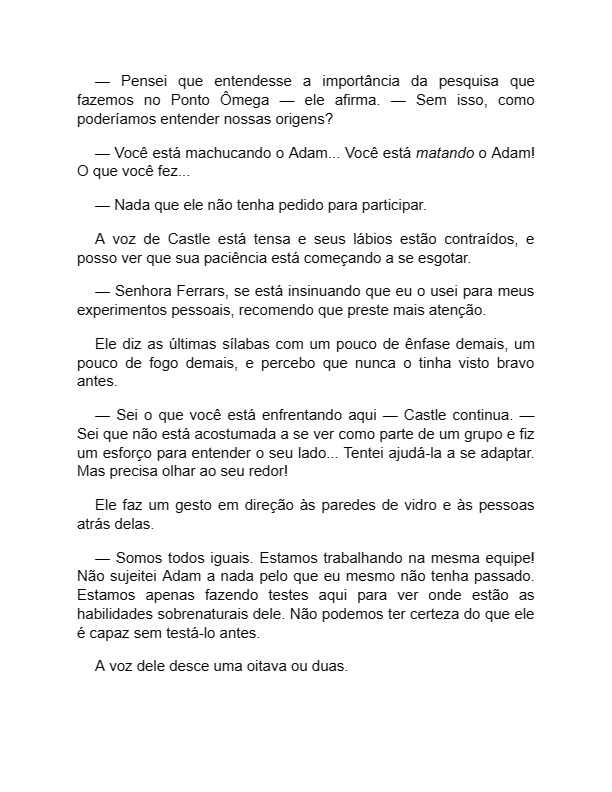 — Pensei que entendesse a importância da pesquisa que
fazemos no Ponto Ômega — ele afirma. — Sem isso, como
poderíamos entender nossas origens?
— Você está machucando o Adam... Você está matando o Adam!
O que você fez...
— Nada que ele não tenha pedido para participar.
A voz de Castle está tensa e seus lábios estão contraídos, e
posso ver que sua paciência está começando a se esgotar.
— Senhora Ferrars, se está insinuando que eu o usei para meus
experimentos pessoais, recomendo que preste mais atenção.
Ele diz as últimas sílabas com um pouco de ênfase demais, um
pouco de fogo demais, e percebo que nunca o tinha visto bravo
antes.
— Sei o que você está enfrentando aqui — Castle continua. —
Sei que não está acostumada a se ver como parte de um grupo e fiz
um esforço para entender o seu lado... Tentei ajudá-la a se adaptar.
Mas precisa olhar ao seu redor!
Ele faz um gesto em direção às paredes de vidro e às pessoas
atrás delas.
— Somos todos iguais. Estamos trabalhando na mesma equipe!
Não sujeitei Adam a nada pelo que eu mesmo não tenha passado.
Estamos apenas fazendo testes aqui para ver onde estão as
habilidades sobrenaturais dele. Não podemos ter certeza do que ele
é capaz sem testá-lo antes.
A voz dele desce uma oitava ou duas.